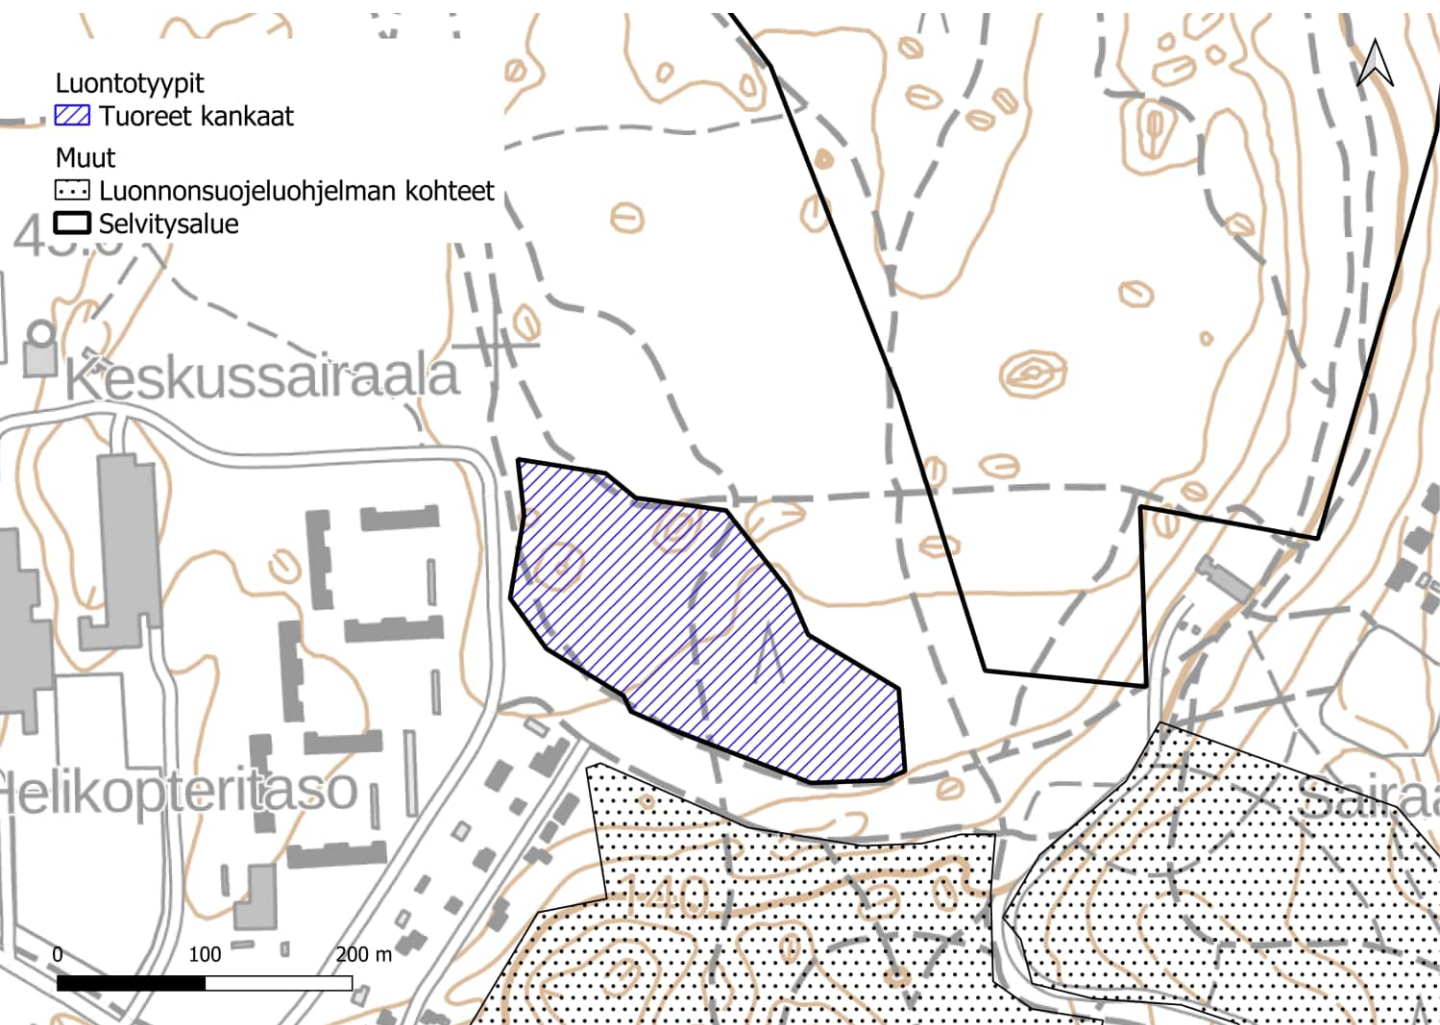 Luontotyypit
Tuoreet kankaat
Muut
Luonnonsuojeluohjelman kohteet
Selvitysalue
Keskussairaala
Helikopteritaso
140
0 100 200 m